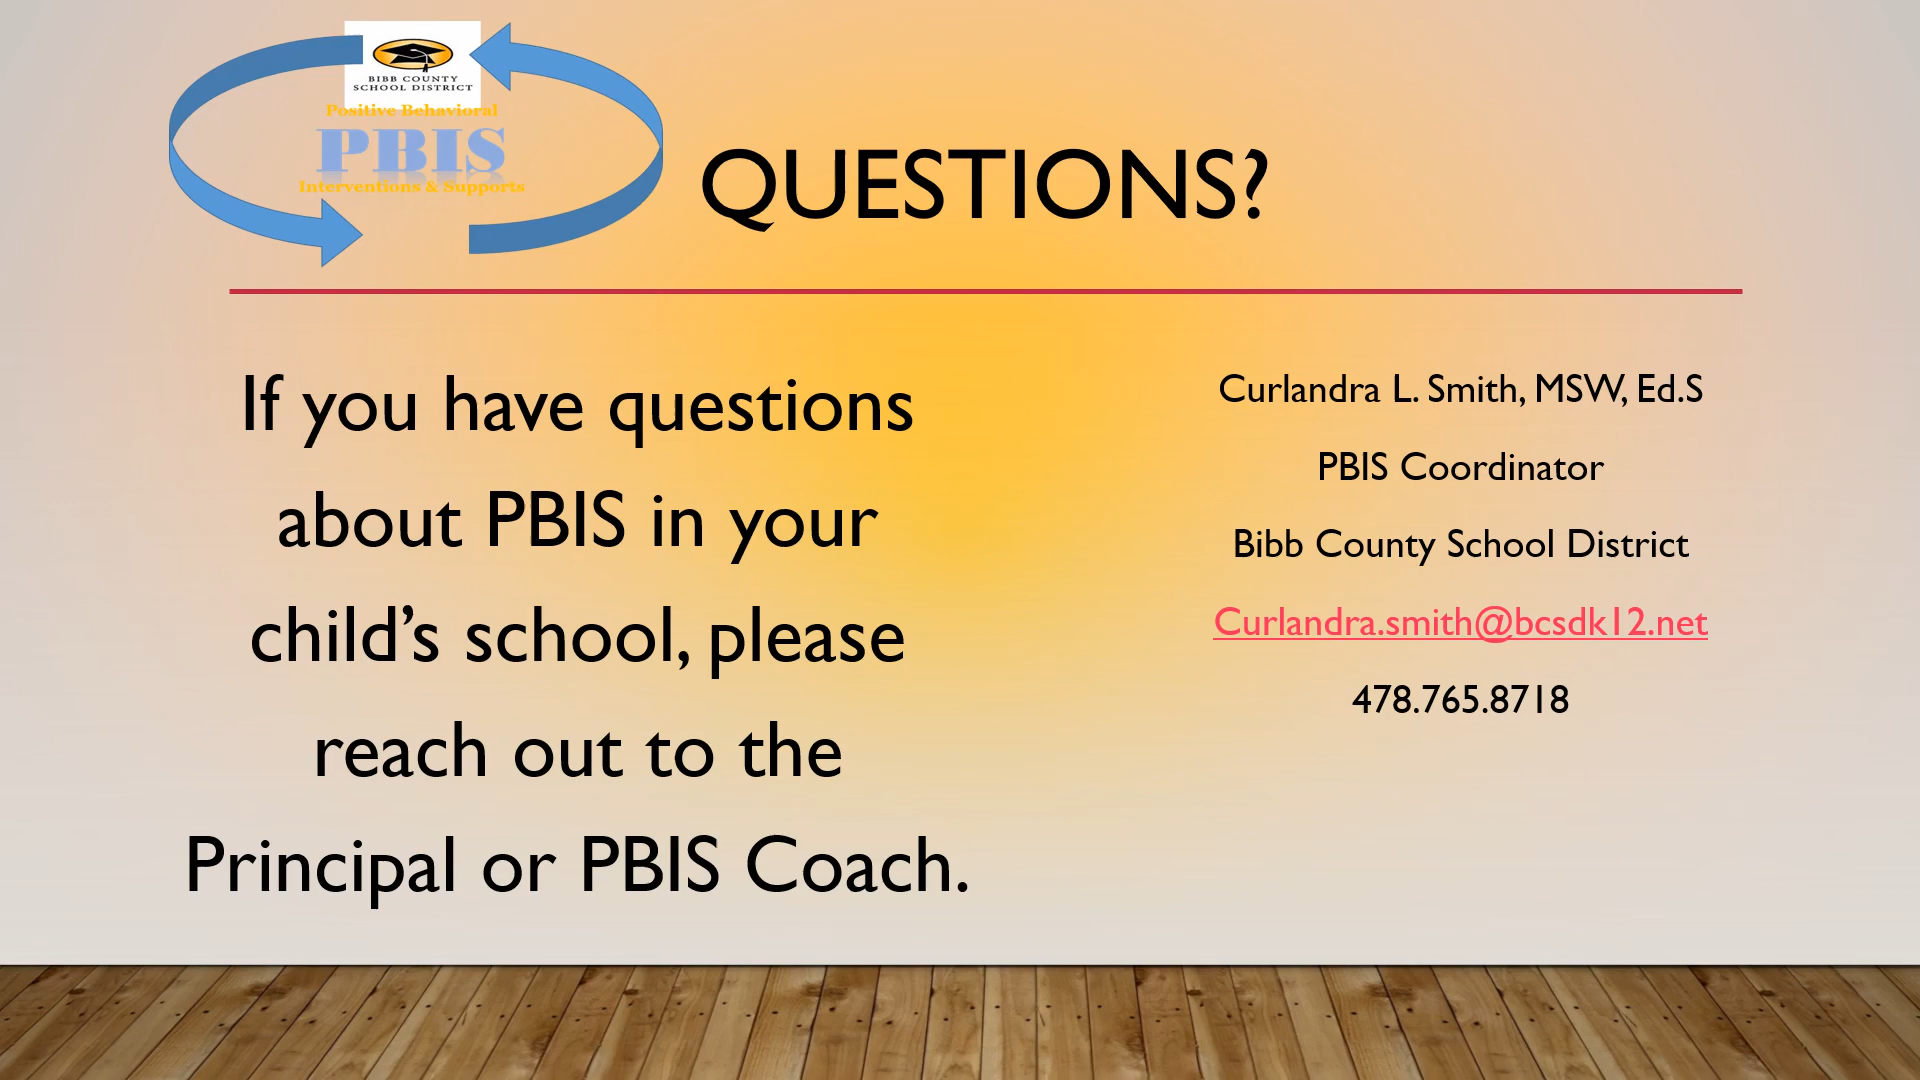 BIBB COUNTY
SCHOOL DISTRICT
Positive Behavioral
PBIS
Interventions & Supports
QUESTIONS?
If you have questions
about PBIS in your
child’s school, please
reach out to the
Principal or PBIS Coach.
Curlandra L. Smith, MSW, Ed.S
PBIS Coordinator
Bibb County School District
Curlandra.smith@bcsdk12.net
478.765.8718